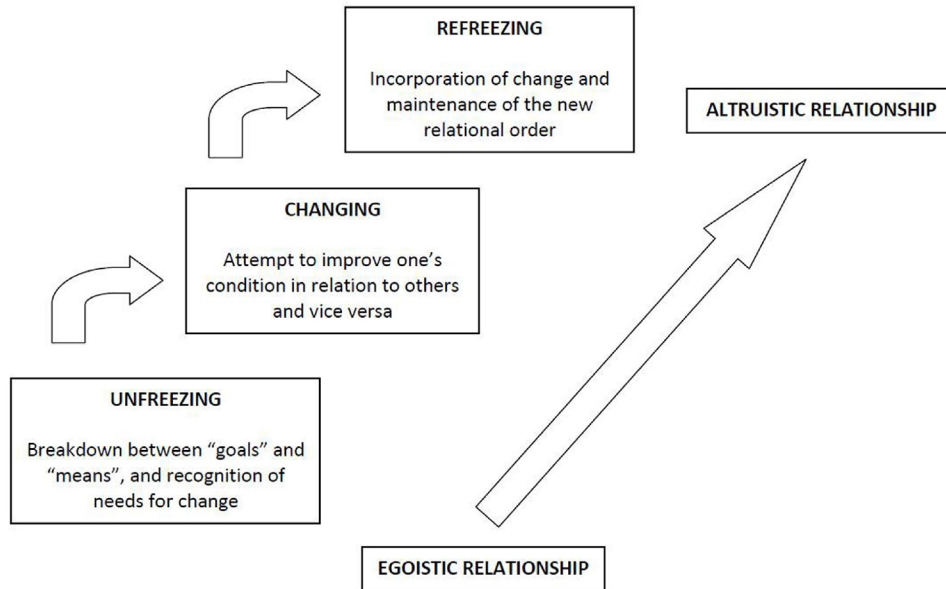 REFREEZING
Incorporation of change and
maintenance of the new
relational order
ALTRUISTIC RELATIONSHIP
CHANGING
Attempt to improve one’s
condition in relation to others
and vice versa
UNFREEZING
Breakdown between “goals” and
“means”, and recognition of
needs for change
EGOISTIC RELATIONSHIP